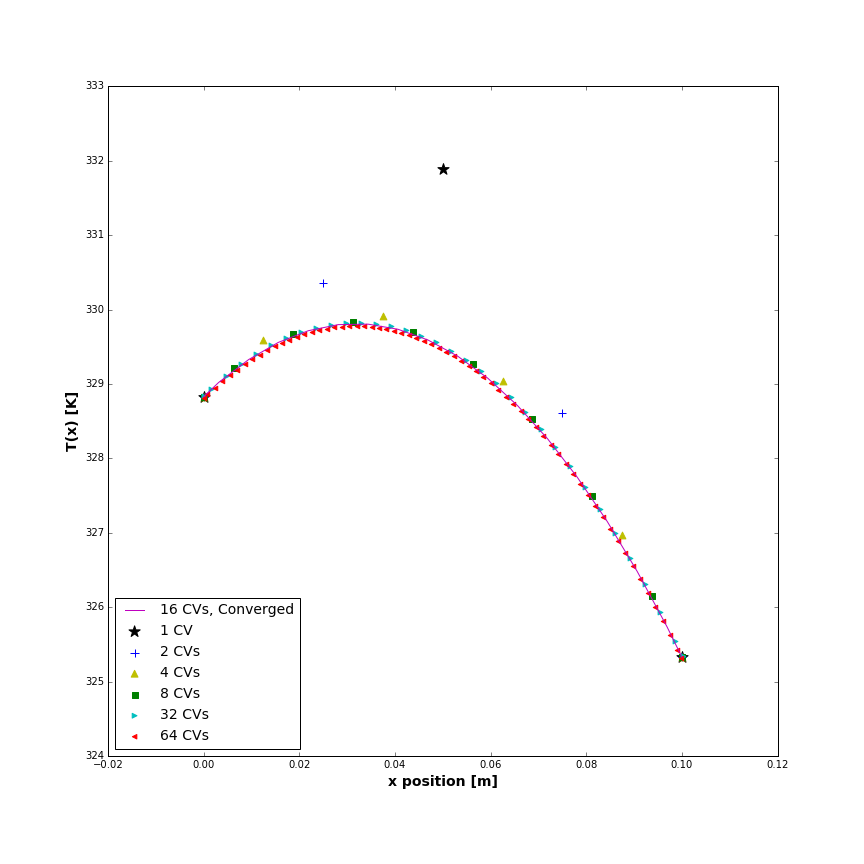 333
332
331
330
329
328
327
326
325
324
T(x) [K]
16 CVs, Converged
1 CV
2 CVs
4 CVs
8 CVs
32 CVs
64 CVs
−0.02 0.00 0.02 0.04 0.06 0.08 0.10 0.12
x position [m]